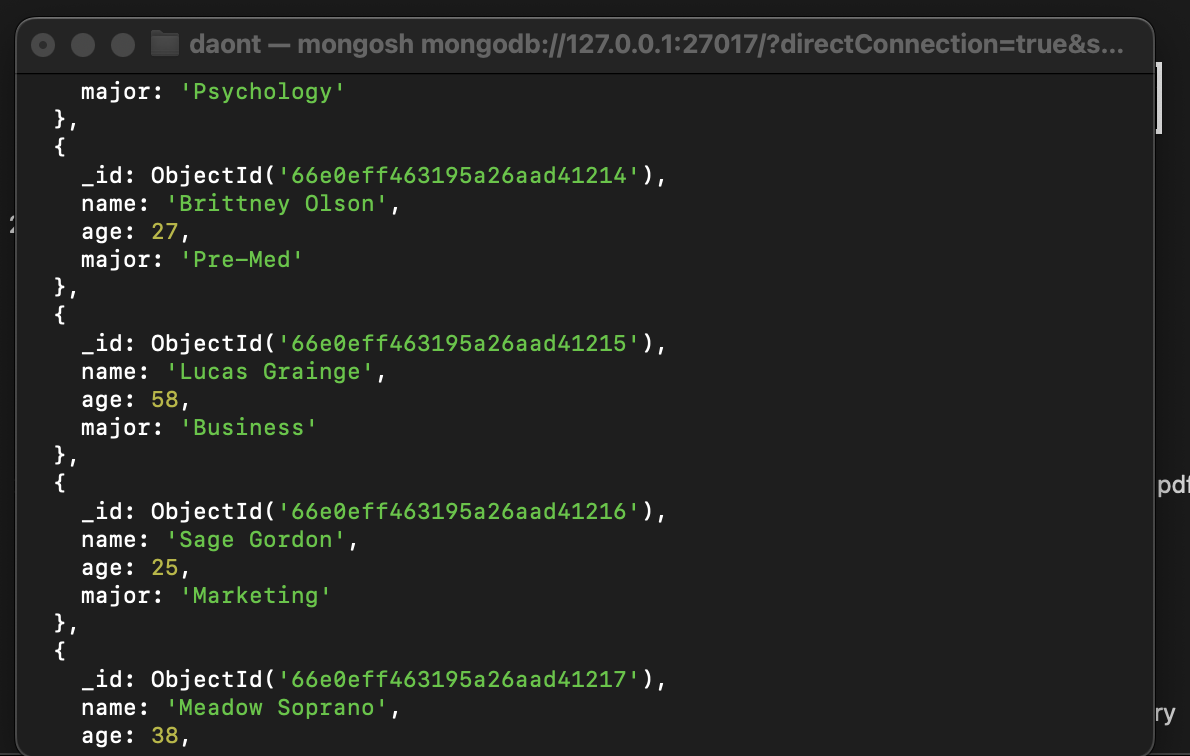 daont — mongosh mongodb://127.0.0.1:27017/?directConnection=true&s...
major: 'Psychology'
},
{
_id: ObjectId('66e0eff463195a26aad41214'),
name: 'Brittney Olson',
age: 27,
major: 'Pre-Med'
},
{
_id: ObjectId('66e0eff463195a26aad41215'),
name: 'Lucas Grainge',
age: 58,
major: 'Business'
},
{
_id: ObjectId('66e0eff463195a26aad41216'),
name: 'Sage Gordon',
age: 25,
major: 'Marketing'
},
{
_id: ObjectId('66e0eff463195a26aad41217'),
name: 'Meadow Soprano',
age: 38,
pdf
ry